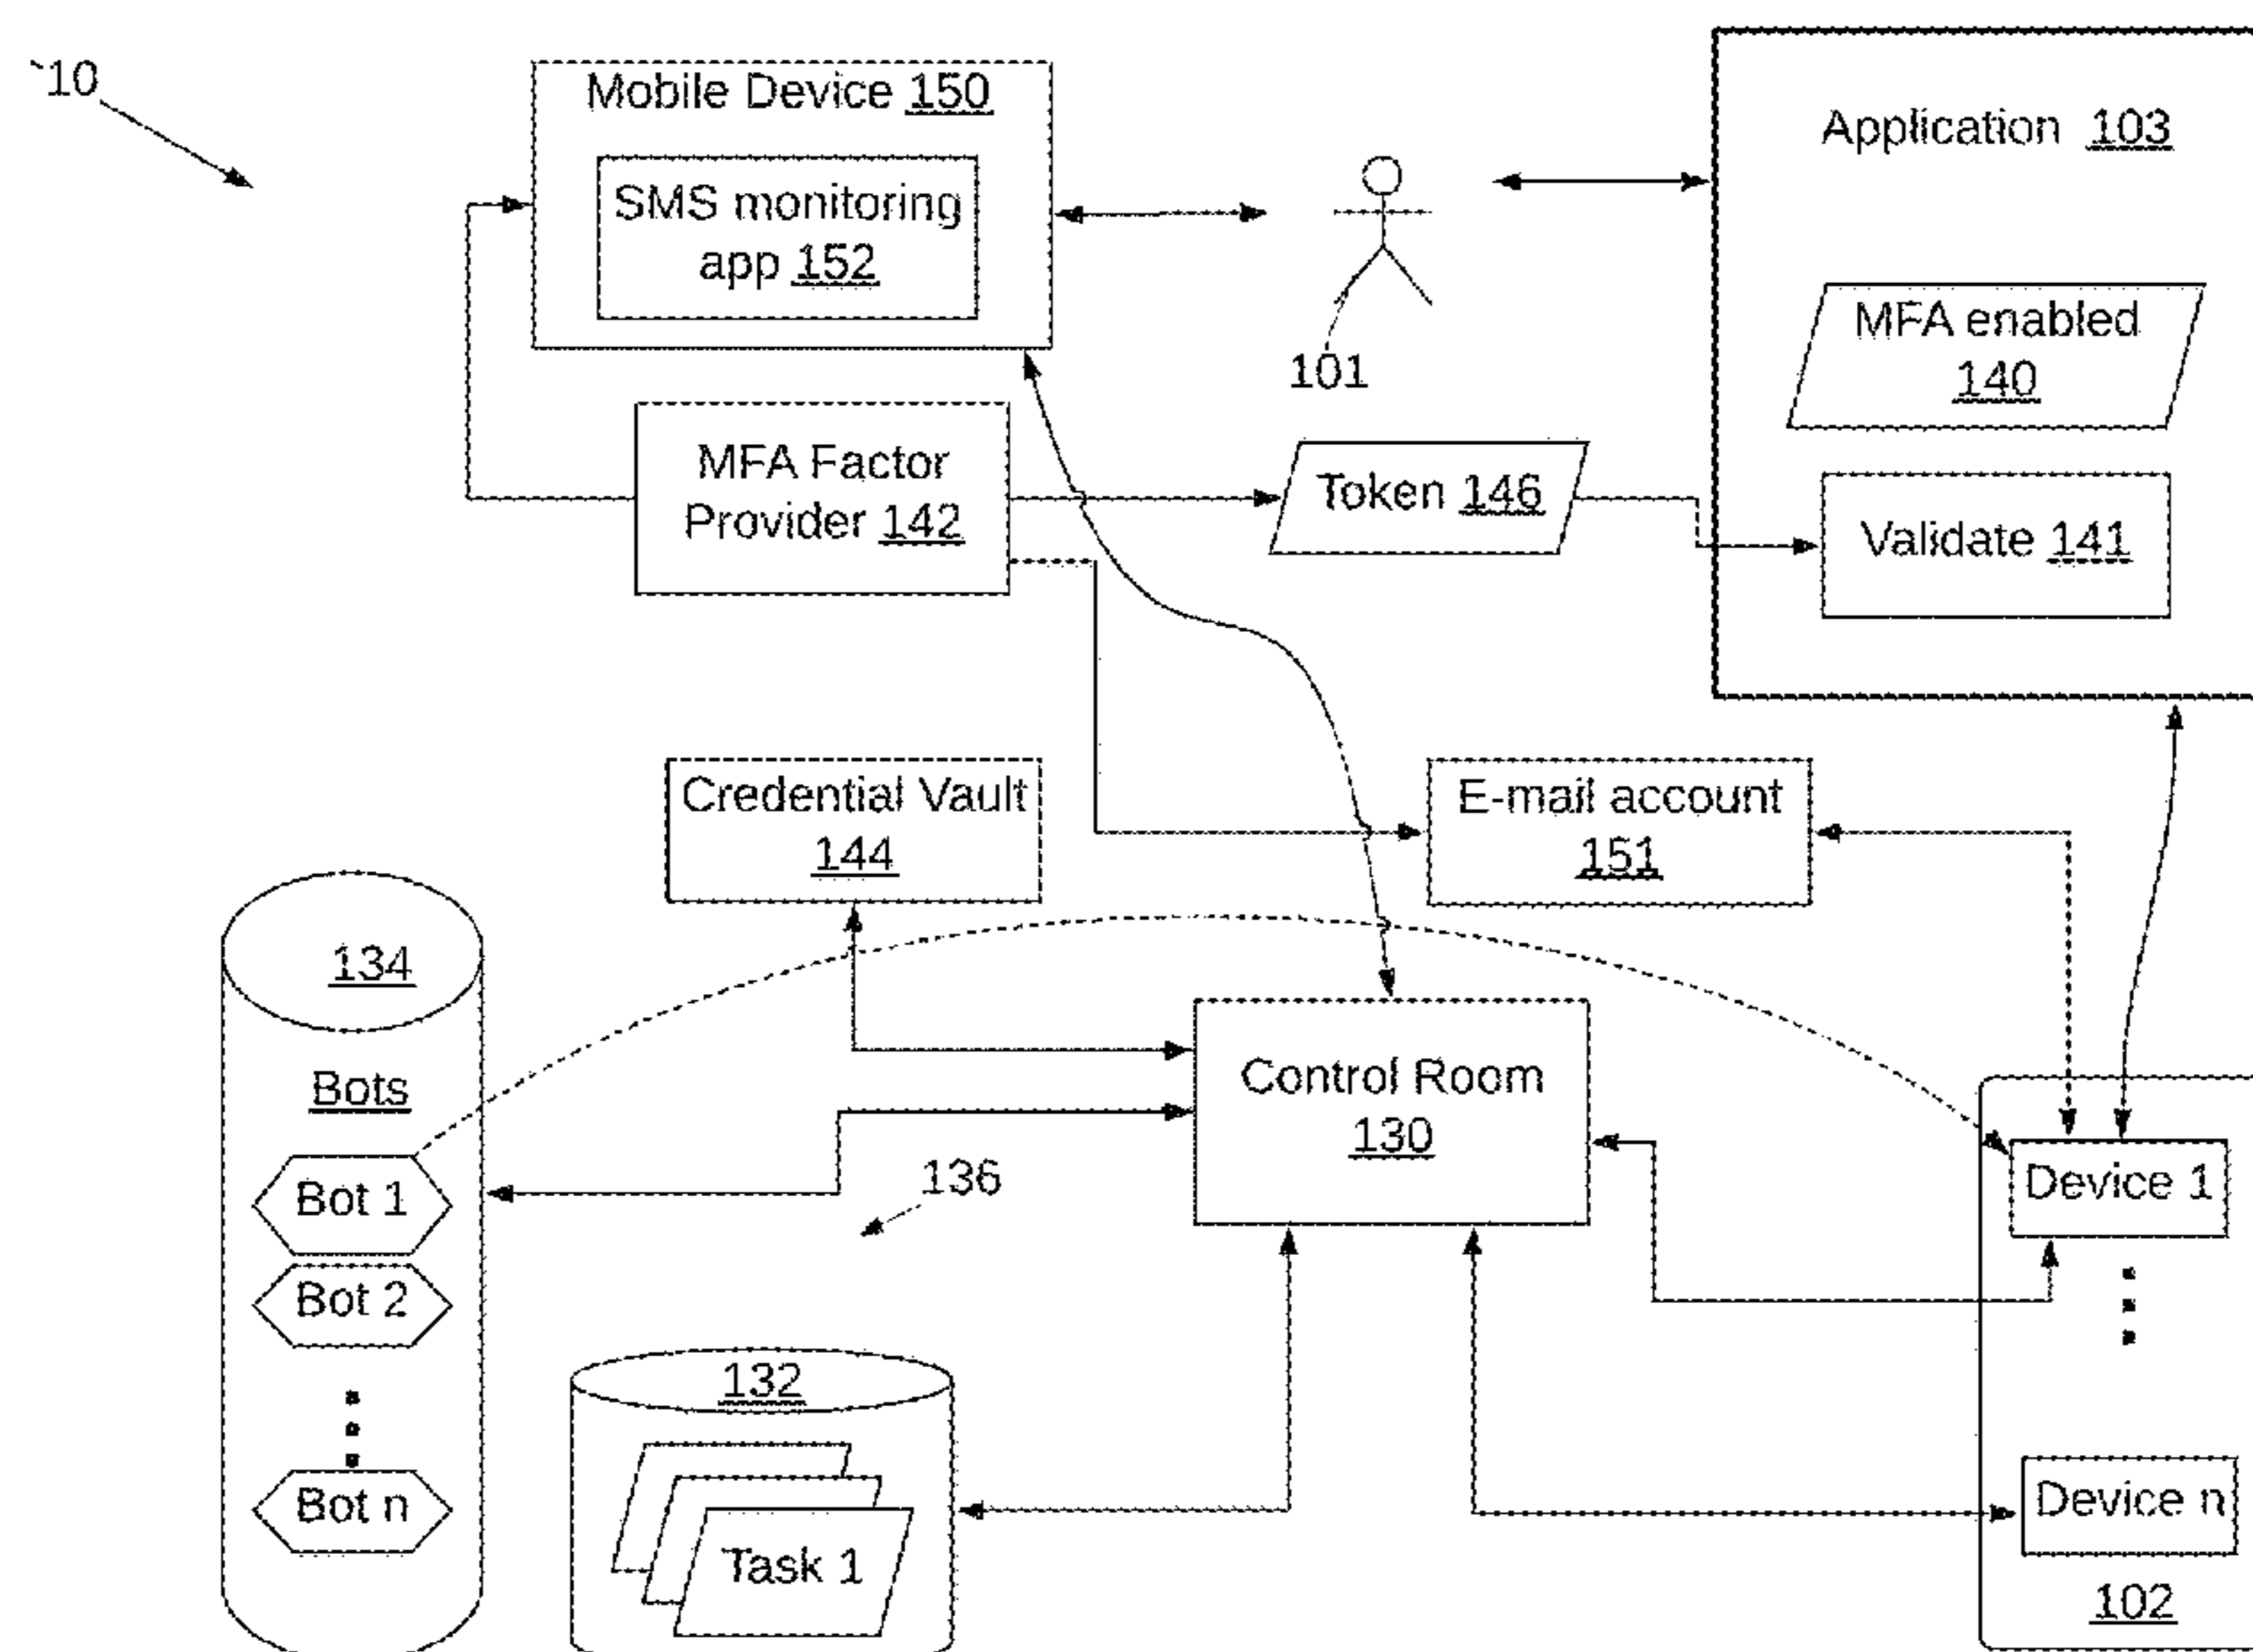 10
Mobile Device 150
SMS monitoring
app 152
101
Application 103
MFA enabled
140
Validate 141
MFA Factor
Provider 142
Token 146
Credential Vault
144
E-mail account
151
134
Bots
Bot 1
Bot 2
Bot n
136
Control Room
130
132
Task 1
Device 1
Device n
102